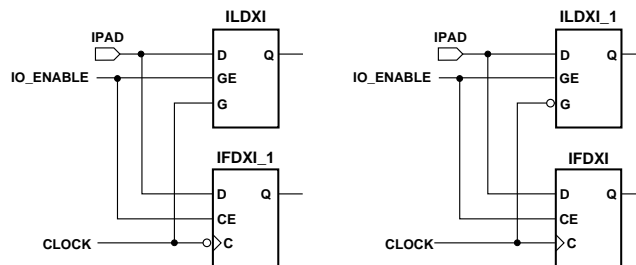 ILDXI
IPAD
D
Q
IO_ENABLE
GE
G
IFDXI_1
D
Q
CE
CLOCK
C
ILDXI_1
IPAD
D
Q
IO_ENABLE
GE
G
IFDXI
D
Q
CE
CLOCK
C